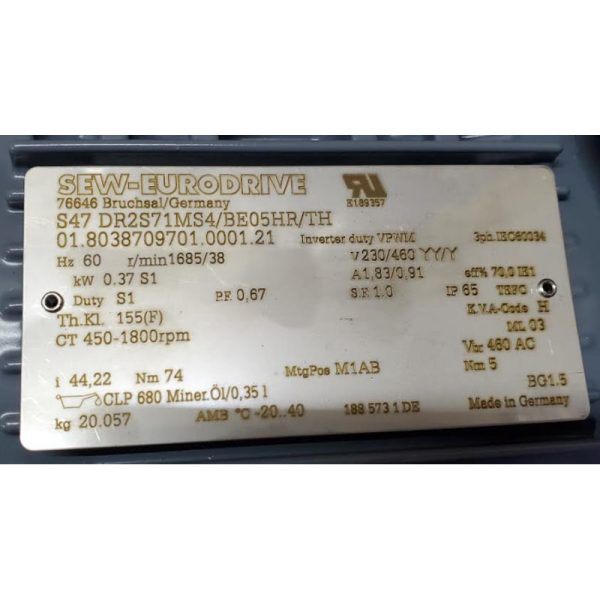 SEW-EURODRIVE
76646 Bruchsal/Germany
E189357
S47 DR2S71MS4/BE05HR/TH
01.8038709701.0001.21 Inverter duty VPWM 3ph.IEC60034
Hz 60 r/min1685/38 V230/460 YY/Y
kW 0.37 S1 A1,83/0,91 eff% 70,0 IE1
Duty S1 P.F. 0,67 S.F. 1.0 IP 65 TEFC
Th.Kl. 155(F) K.V.A-Code H
CT 450-1800rpm ML 03
Vbr 460 AC
i 44,22 Nm 74 MtgPos M1AB Nm 5
CLP 680 Miner.Öl/0,35 l BG1.5
kg 20.057 AMB °C -20..40 188 573 1 DE Made in Germany